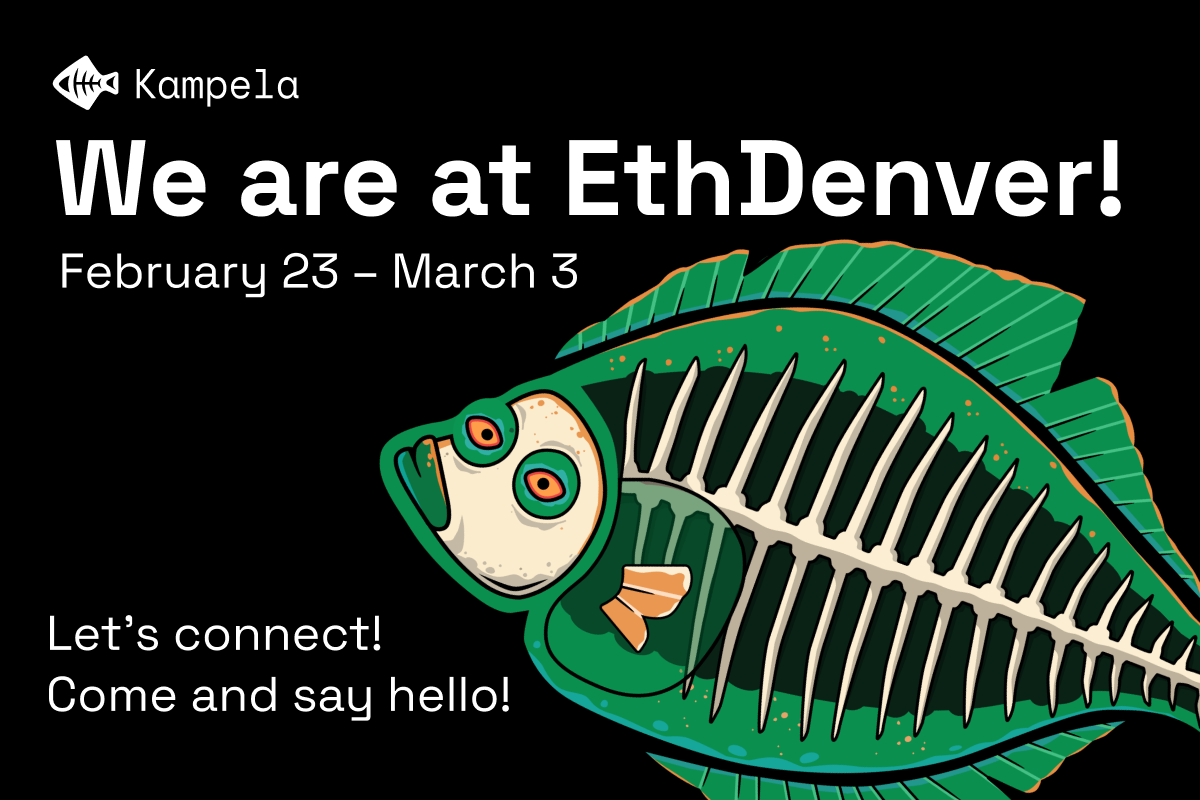 Kampela
We are at EthDenver!
February 23 – March 3
Let’s connect!
Come and say hello!